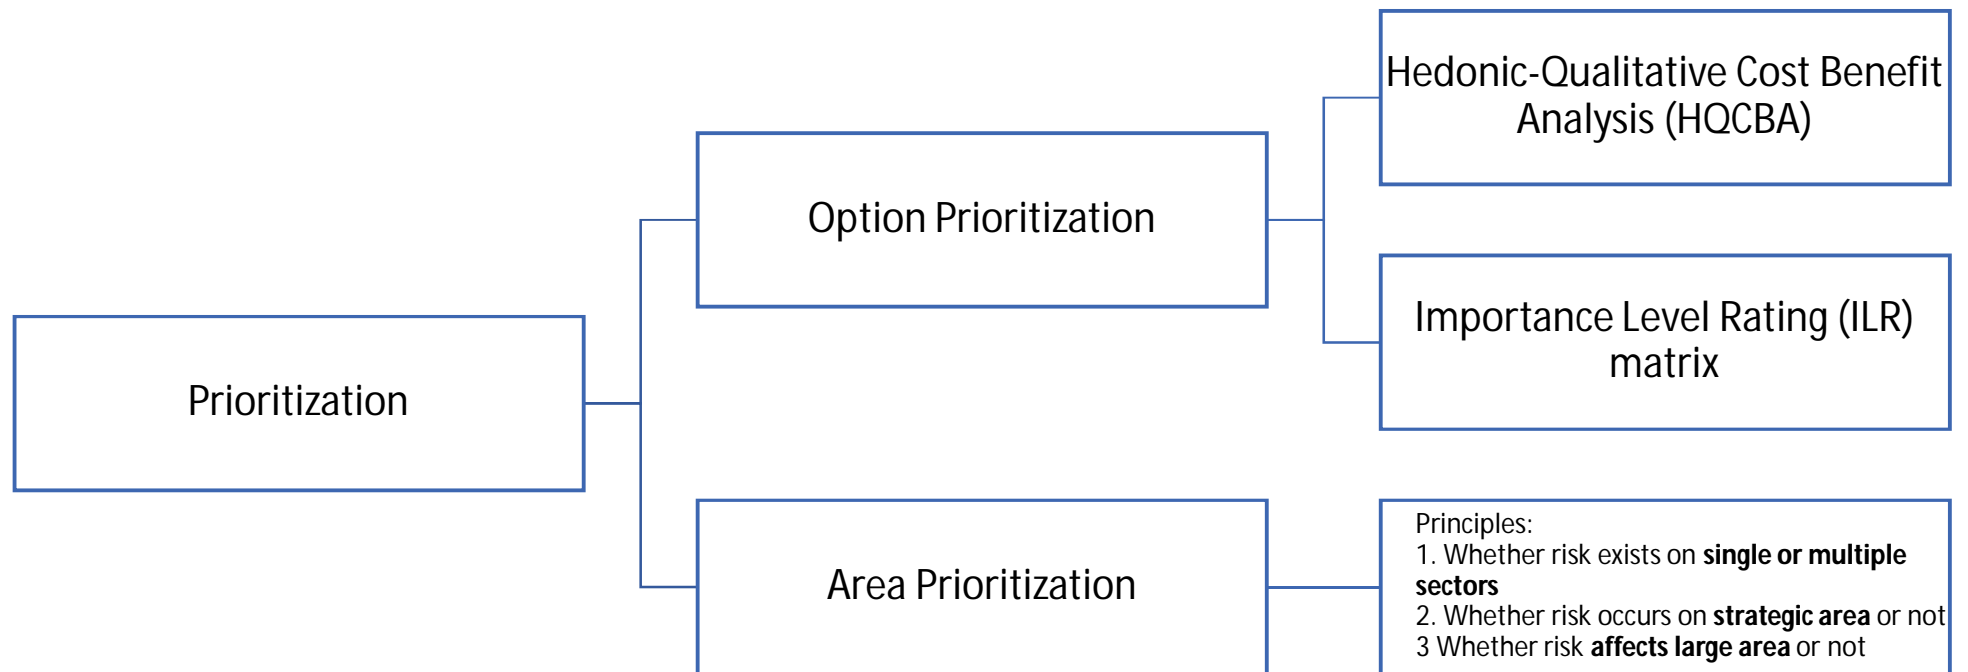 Hedonic-Qualitative Cost Benefit
Analysis (HQCBA)
Option Prioritization
Importance Level Rating (ILR)
matrix
Prioritization
Area Prioritization
Principles:
1. Whether risk exists on single or multiple
sectors
2. Whether risk occurs on strategic area or not
3 Whether risk affects large area or not